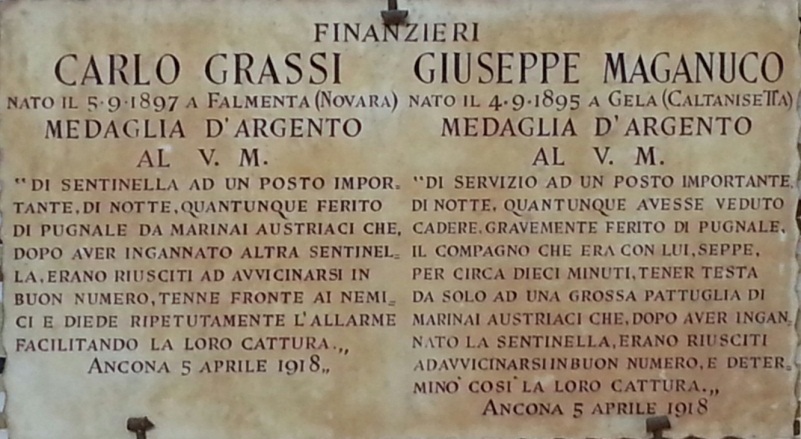 FINANZIERI
CARLO GRASSI
NATO IL 5·9·1897 A FALMENTA (NOVARA)
MEDAGLIA D'ARGENTO
AL V. M.
"DI SENTINELLA AD UN POSTO IMPOR=
TANTE, DI NOTTE, QUANTUNQUE FERITO
DI PUGNALE DA MARINAI AUSTRIACI CHE,
DOPO AVER INGANNATO ALTRA SENTINEL=
LA, ERANO RIUSCITI AD AVVICINARSI IN
BUON NUMERO, TENNE FRONTE AI NEMI=
CI E DIEDE RIPETUTAMENTE L'ALLARME
FACILITANDO LA LORO CATTURA.„
ANCONA 5 APRILE 1918„
GIUSEPPE MAGANUCO
NATO IL 4·9·1895 A GELA (CALTANISETTA)
MEDAGLIA D'ARGENTO
AL V. M.
"DI SERVIZIO AD UN POSTO IMPORTANTE,
DI NOTTE, QUANTUNQUE AVESSE VEDUTO
CADERE, GRAVEMENTE FERITO DI PUGNALE,
IL COMPAGNO CHE ERA CON LUI, SEPPE,
PER CIRCA DIECI MINUTI, TENER TESTA
DA SOLO AD UNA GROSSA PATTUGLIA DI
MARINAI AUSTRIACI CHE, DOPO AVER INGAN=
NATO LA SENTINELLA, ERANO RIUSCITI
AD AVVICINARSI IN BUON NUMERO, E DETER=
MINÒ COSÌ LA LORO CATTURA.„
ANCONA 5 APRILE 1918